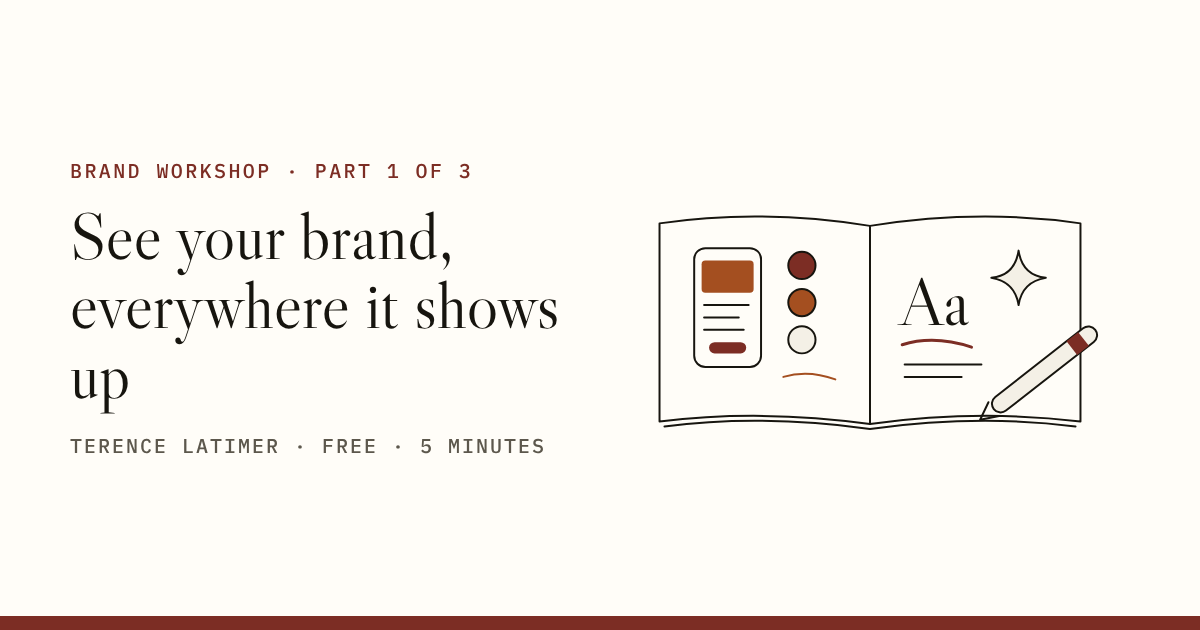 BRAND WORKSHOP · PART 1 OF 3
See your brand,
everywhere it shows
up
TERENCE LATIMER · FREE · 5 MINUTES
Aa